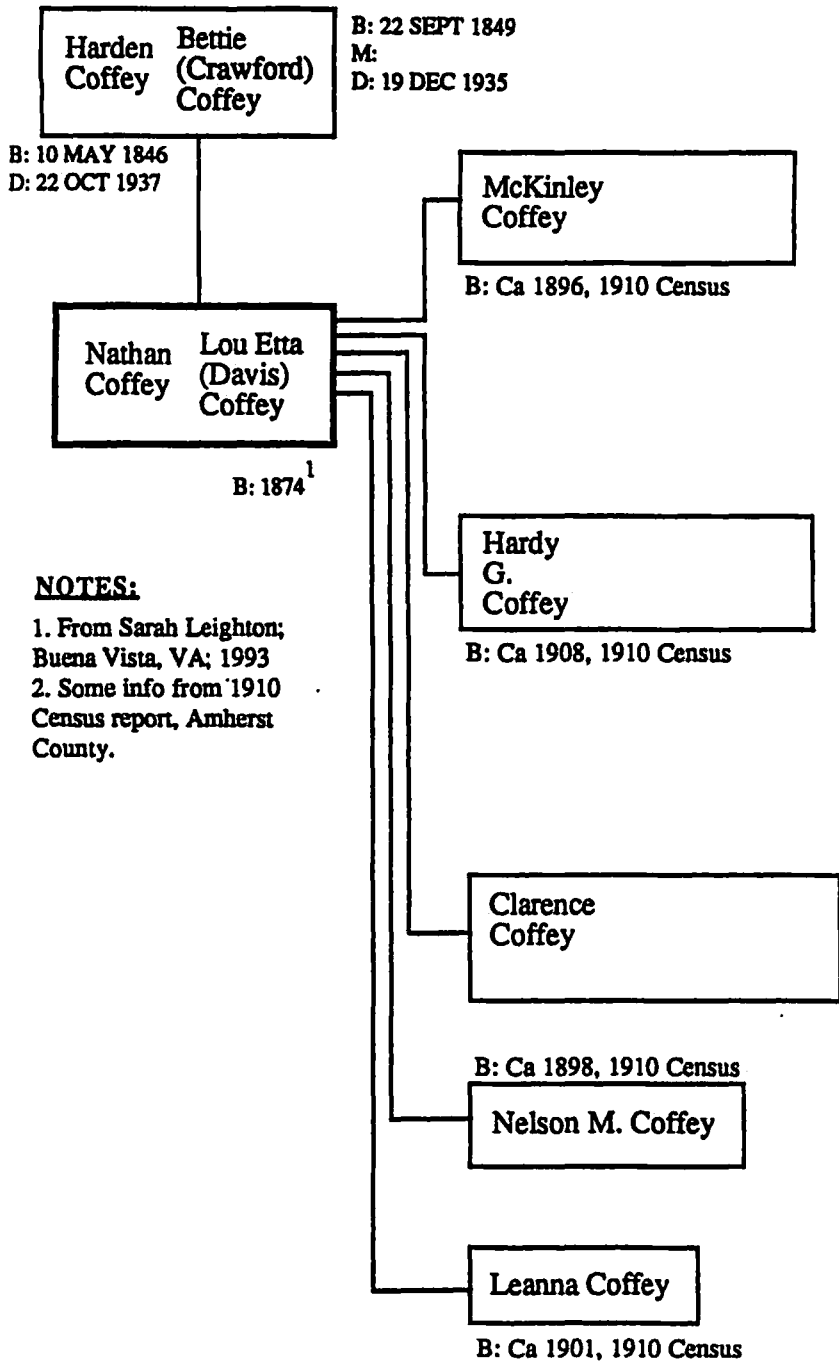 Harden
Coffey
Bettie
(Crawford)
Coffey
B: 22 SEPT 1849
M:
D: 19 DEC 1935
B: 10 MAY 1846
D: 22 OCT 1937
McKinley
Coffey
B: Ca 1896, 1910 Census
Nathan
Coffey
Lou Etta
(Davis)
Coffey
B: 1874 1
Hardy
G.
Coffey
B: Ca 1908, 1910 Census
NOTES:
1. From Sarah Leighton;
Buena Vista, VA; 1993
2. Some info from 1910
Census report, Amherst
County.
Clarence
Coffey
B: Ca 1898, 1910 Census
Nelson M. Coffey
Leanna Coffey
B: Ca 1901, 1910 Census